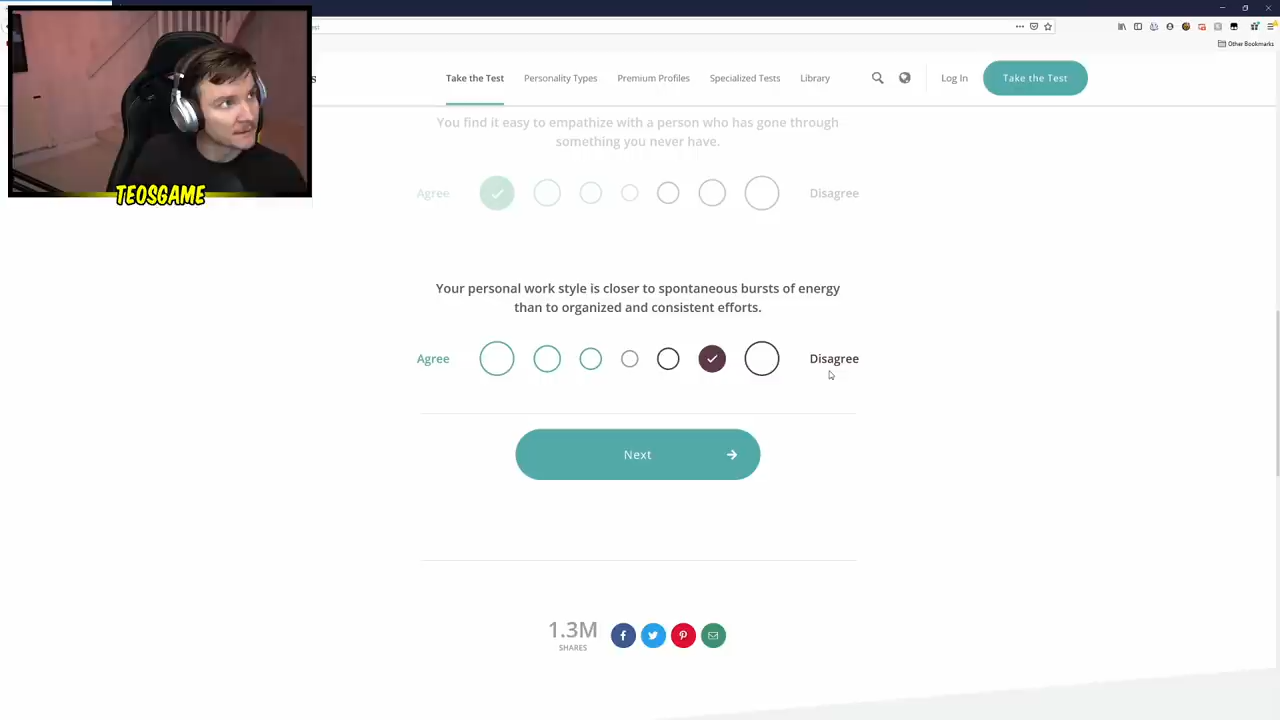 Take the Test
Personality Types
Premium Profiles
Specialized Tests
Library
Log In
Take the Test
Other Bookmarks
TEOSGAME
You find it easy to empathize with a person who has gone through
something you never have.
Agree
Disagree
Your personal work style is closer to spontaneous bursts of energy
than to organized and consistent efforts.
Agree
Disagree
Next
1.3M
SHARES